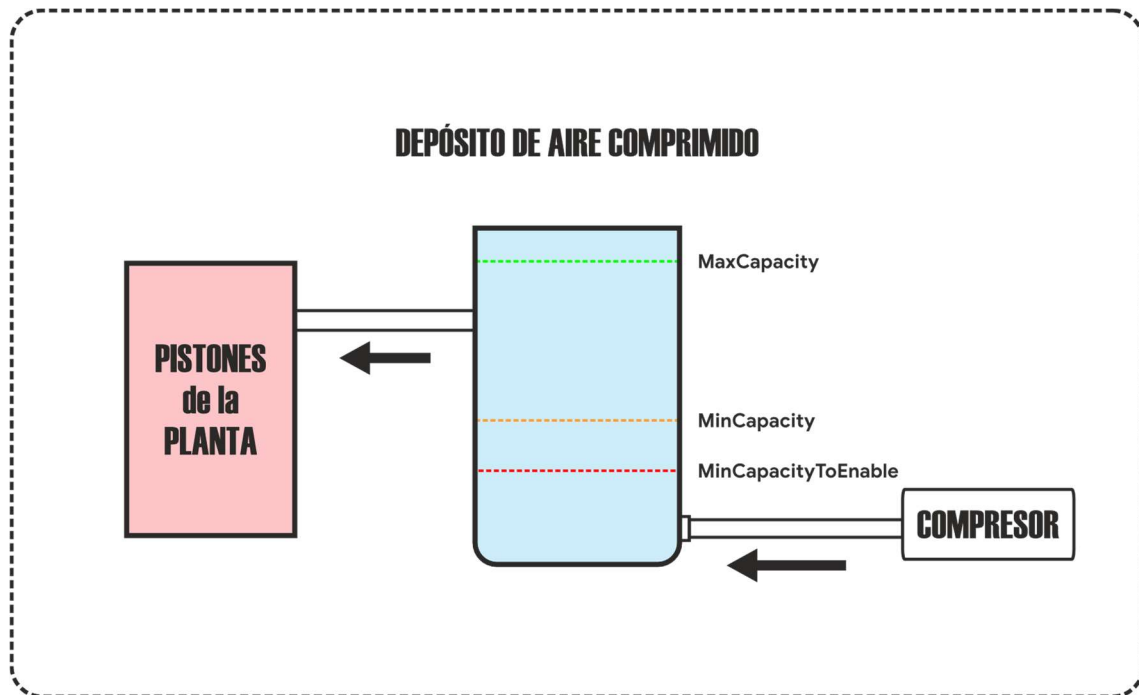 DEPÓSITO DE AIRE COMPRIMIDO
MaxCapacity
PISTONES
de la
PLANTA
MinCapacity
MinCapacityToEnable
COMPRESOR